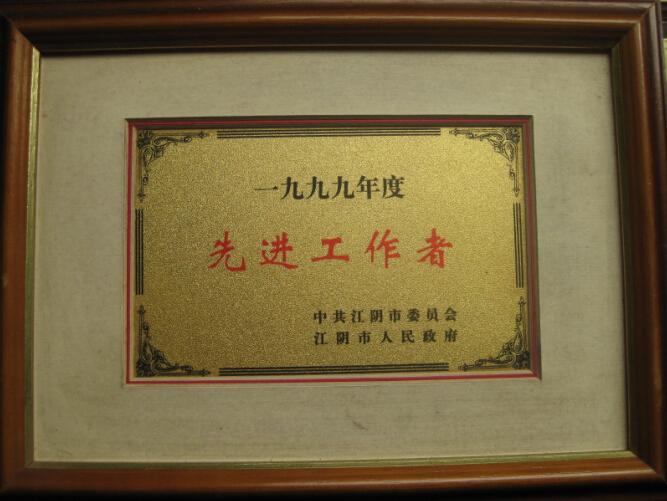 一九九九年度
先进工作者
中共江阴市委员会
江阴市人民政府